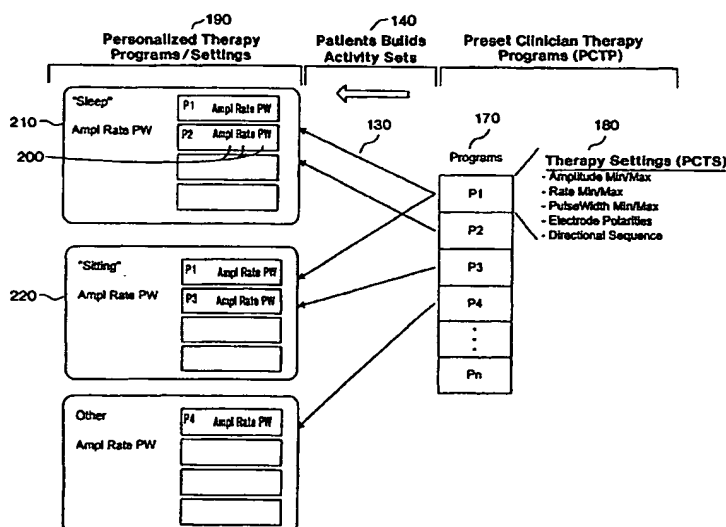 190
140
Personalized Therapy
Programs/Settings
Patients Builds
Activity Sets
Preset Clinician Therapy
Programs (PCTP)
210
"Sleep"
Ampl Rate PW
P1 Ampl Rate PW
P2 Ampl Rate PW
200
130
170
Programs
180
Therapy Settings (PCTS)
- Amplitude Min/Max
- Rate Min/Max
- PulseWidth Min/Max
- Electrode Polarities
- Directional Sequence
P1
P2
P3
P4
Pn
220
"Sitting"
Ampl Rate PW
P1 Ampl Rate PW
P3 Ampl Rate PW
Other
Ampl Rate PW
P4 Ampl Rate PW